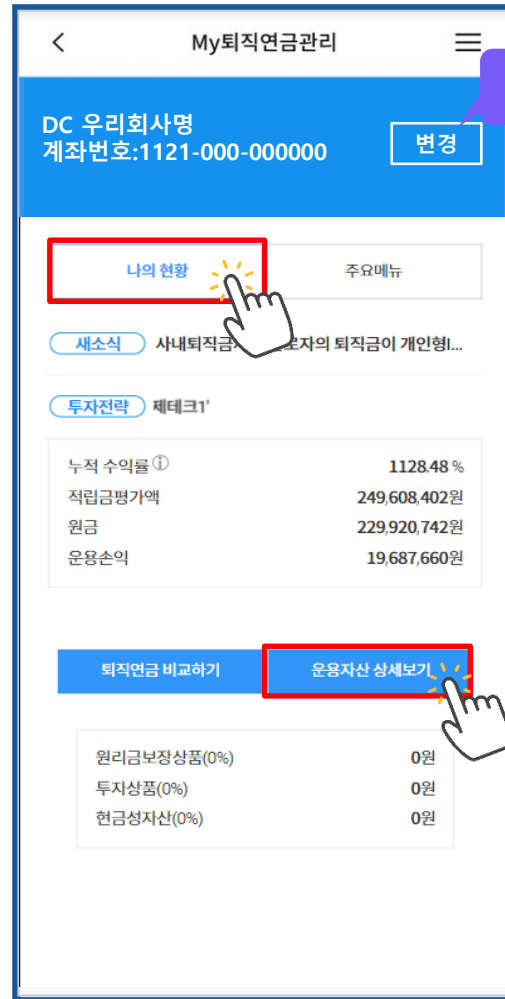 My퇴직연금관리
DC 우리회사명
계좌번호:1121-000-000000
변경
나의 현황
주요메뉴
새소식 사내퇴직금 로자의 퇴직금이 개인형I...
투자전략 제테크1'
누적 수익률ⓘ 1128.48 %
적립금평가액 249,608,402원
원금 229,920,742원
운용손익 19,687,660원
퇴직연금 비교하기
운용자산 상세보기
원리금보장상품(0%) 0원
투자상품(0%) 0원
현금성자산(0%) 0원